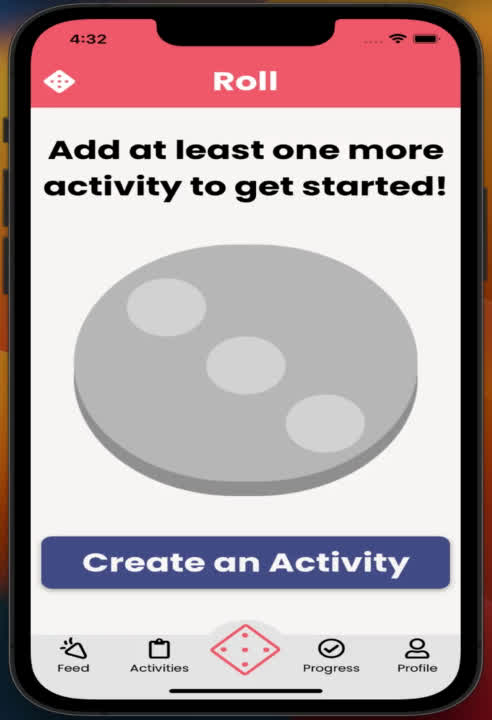 4:32
Roll
Add at least one more
activity to get started!
Create an Activity
Feed
Activities
Progress
Profile